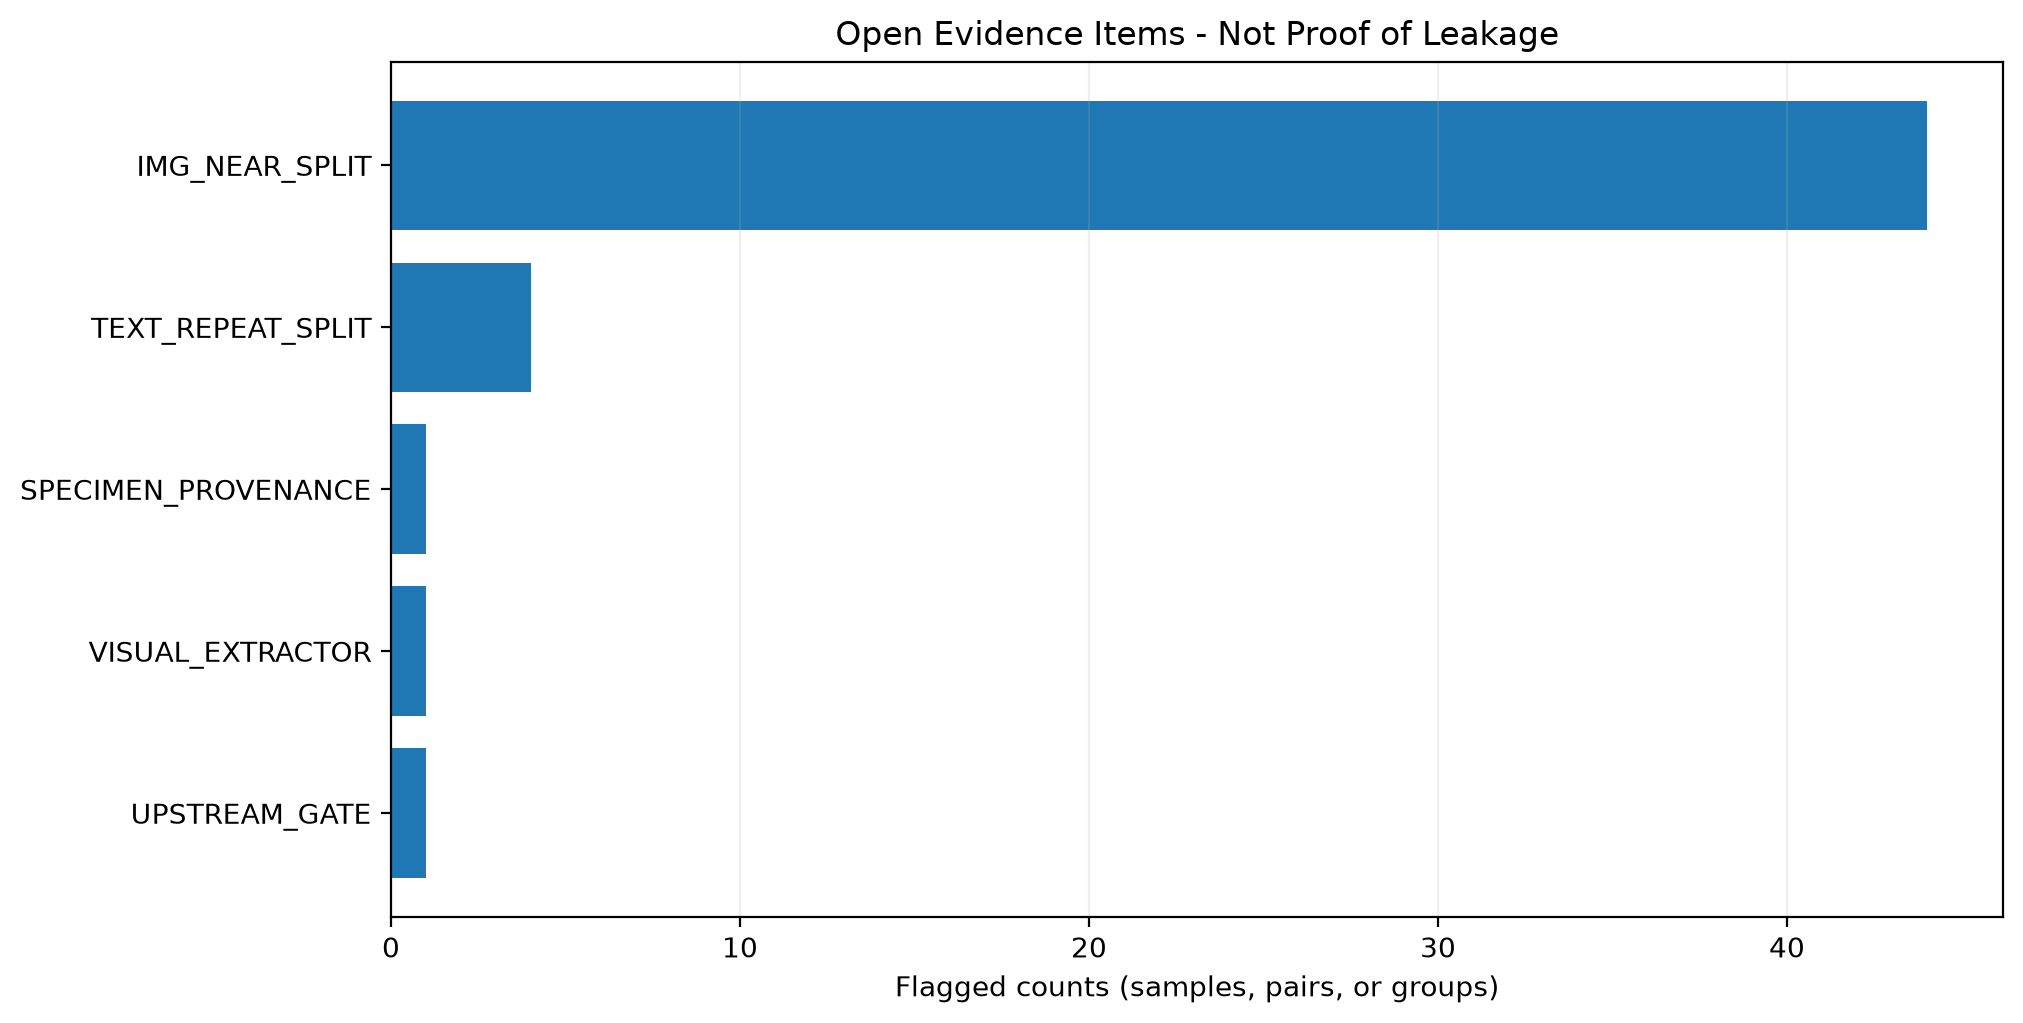 Open Evidence Items - Not Proof of Leakage
IMG_NEAR_SPLIT
TEXT_REPEAT_SPLIT
SPECIMEN_PROVENANCE
VISUAL_EXTRACTOR
UPSTREAM_GATE
0 10 20 30 40
Flagged counts (samples, pairs, or groups)